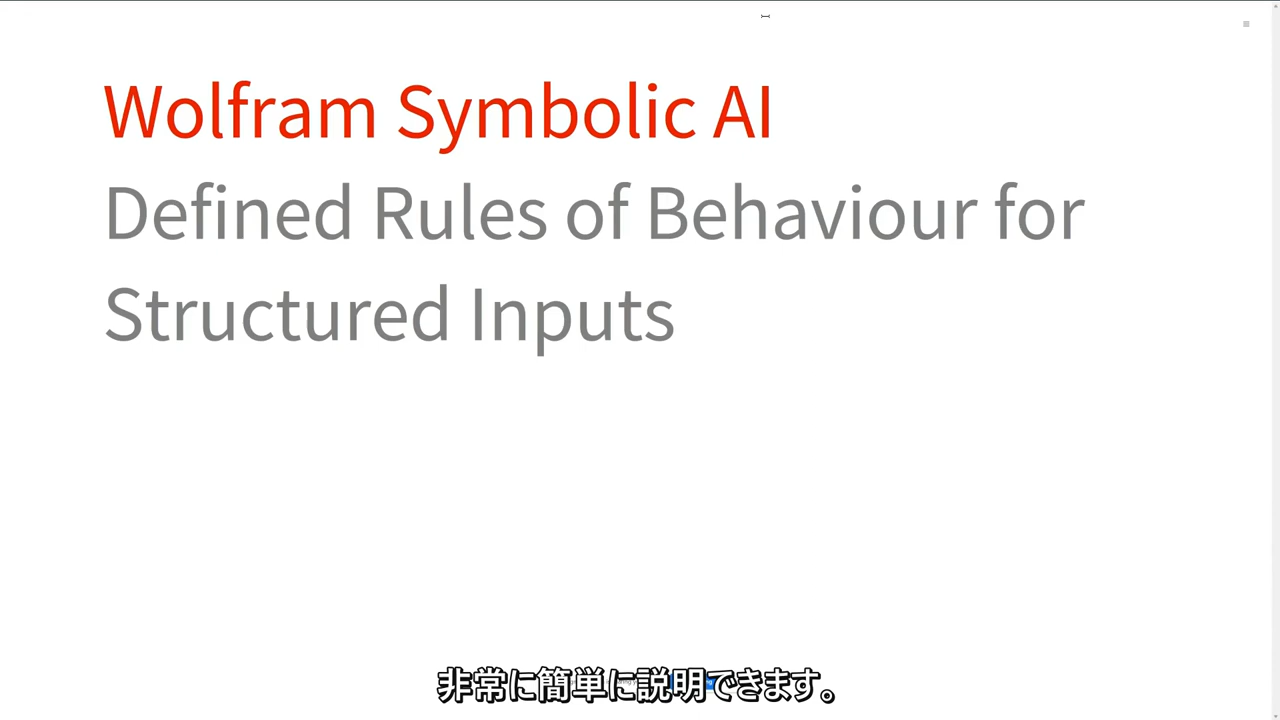 Wolfram Symbolic AI
Defined Rules of Behaviour for
Structured Inputs
非常に簡単に説明できます。